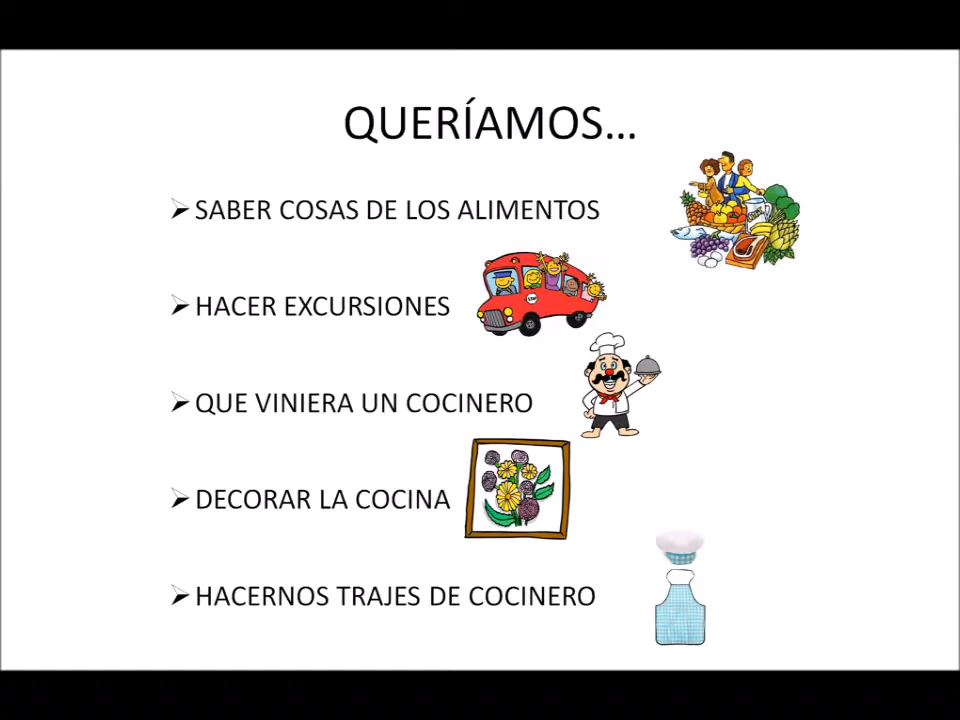 QUERÍAMOS...
SABER COSAS DE LOS ALIMENTOS
HACER EXCURSIONES
QUE VINIERA UN COCINERO
DECORAR LA COCINA
HACERNOS TRAJES DE COCINERO